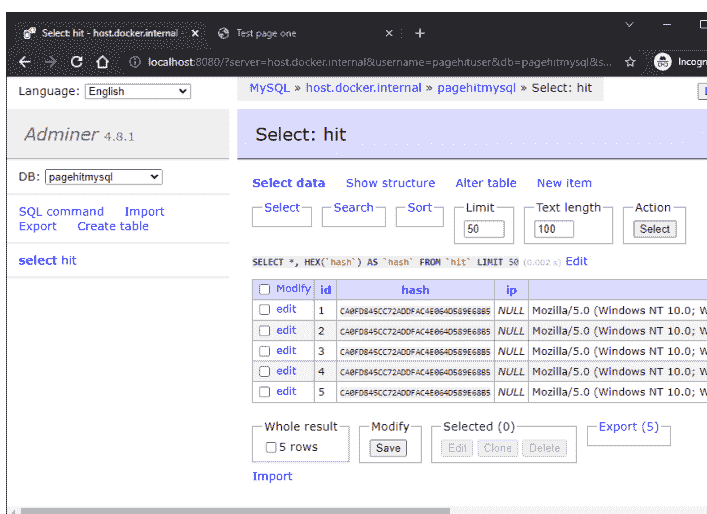 Select: hit - host.docker.internal - Test page one
localhost:8080/?server=host.docker.internal&username=pagehituser&db=pagehitmysql&s... Incogn
Language: English MySQL » host.docker.internal » pagehitmysql » Select: hit
Adminer 4.8.1 Select: hit
DB: pagehitmysql
Select data Show structure Alter table New item
SQL command Import
Export Create table
Select Search Sort Limit Text length Action
50 100 Select
select hit
SELECT *, HEX(`hash`) AS `hash` FROM `hit` LIMIT 50 (0.002 s) Edit
Modify id hash ip
edit 1 CA0FD845CC72ADDFAC4E064D589E68B5 NULL Mozilla/5.0 (Windows NT 10.0; W
edit 2 CA0FD845CC72ADDFAC4E064D589E68B5 NULL Mozilla/5.0 (Windows NT 10.0; W
edit 3 CA0FD845CC72ADDFAC4E064D589E68B5 NULL Mozilla/5.0 (Windows NT 10.0; W
edit 4 CA0FD845CC72ADDFAC4E064D589E68B5 NULL Mozilla/5.0 (Windows NT 10.0; W
edit 5 CA0FD845CC72ADDFAC4E064D589E68B5 NULL Mozilla/5.0 (Windows NT 10.0; W
Whole result Modify Selected (0) Export (5)
5 rows Save Edit Clone Delete
Import